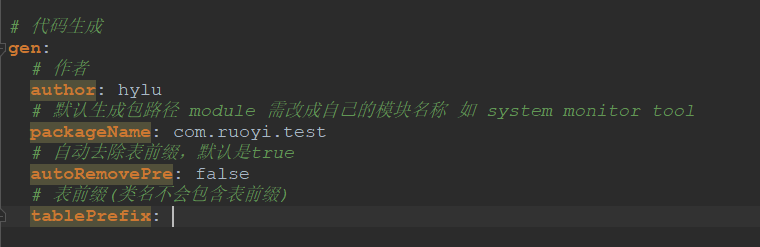 # 代码生成
gen:
# 作者
author: hylu
# 默认生成包路径 module 需改成自己的模块名称 如 system monitor tool
packageName: com.ruoyi.test
# 自动去除表前缀，默认是true
autoRemovePre: false
# 表前缀(类名不会包含表前缀)
tablePrefix: